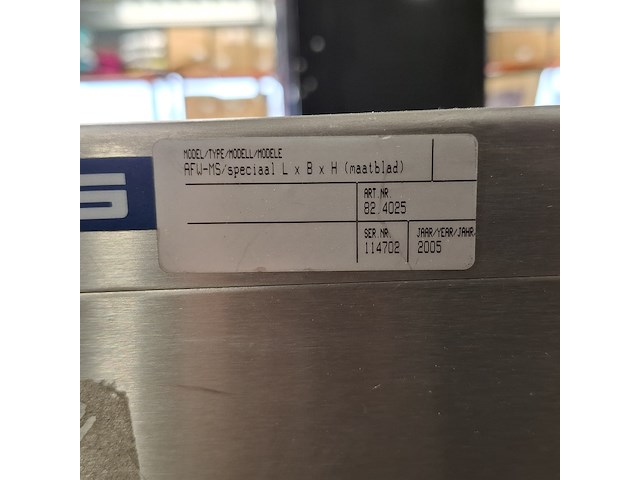 MODEL/TYPE/MODELL/MODELE
AFW-MS/speciaal L x B x H (maatblad)
ART.NR.
82.4025
SER.NR. JAAR/YEAR/JAHR
114702 2005